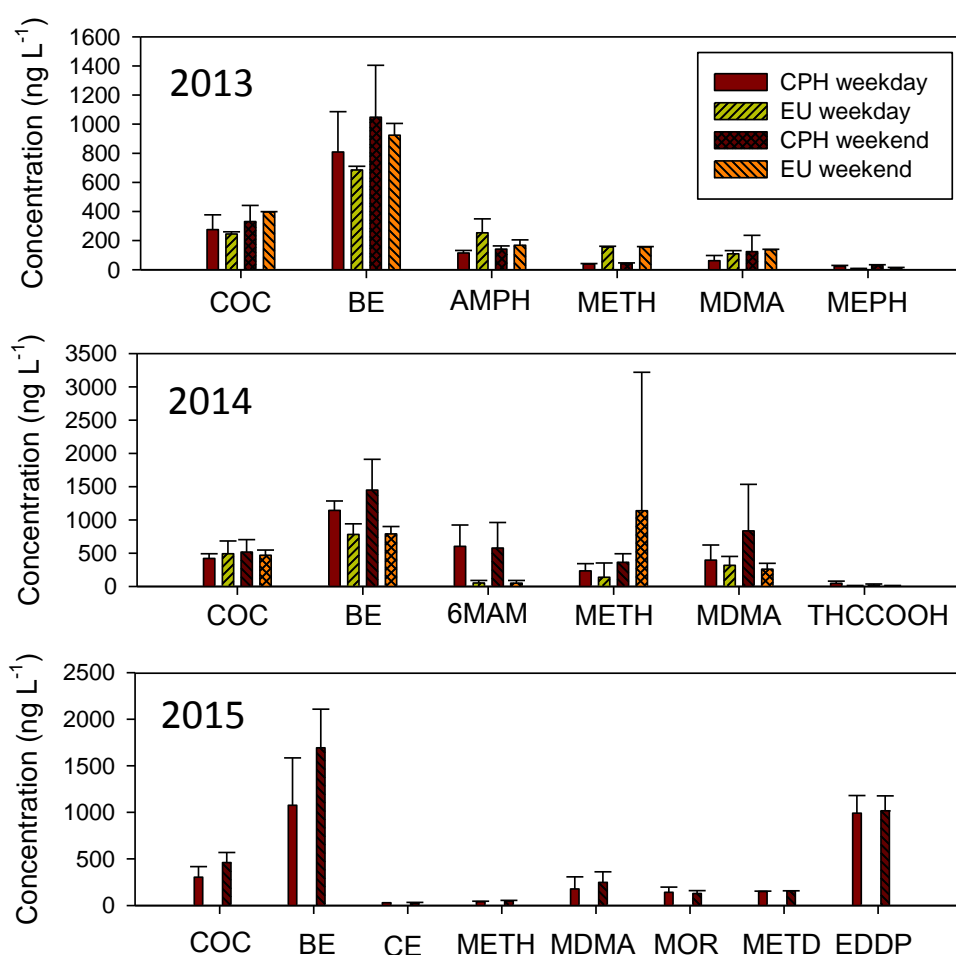 1600
1400
1200
1000
800
600
400
200
0
Concentration (ng L⁻¹)
2013
CPH weekday
EU weekday
CPH weekend
EU weekend
COC BE AMPH METH MDMA MEPH
3500
3000
2500
2000
1500
1000
500
0
Concentration (ng L⁻¹)
2014
COC BE 6MAM METH MDMA THCCOOH
2500
2000
1500
1000
500
0
Concentration (ng L⁻¹)
2015
COC BE CE METH MDMA MOR METD EDDP